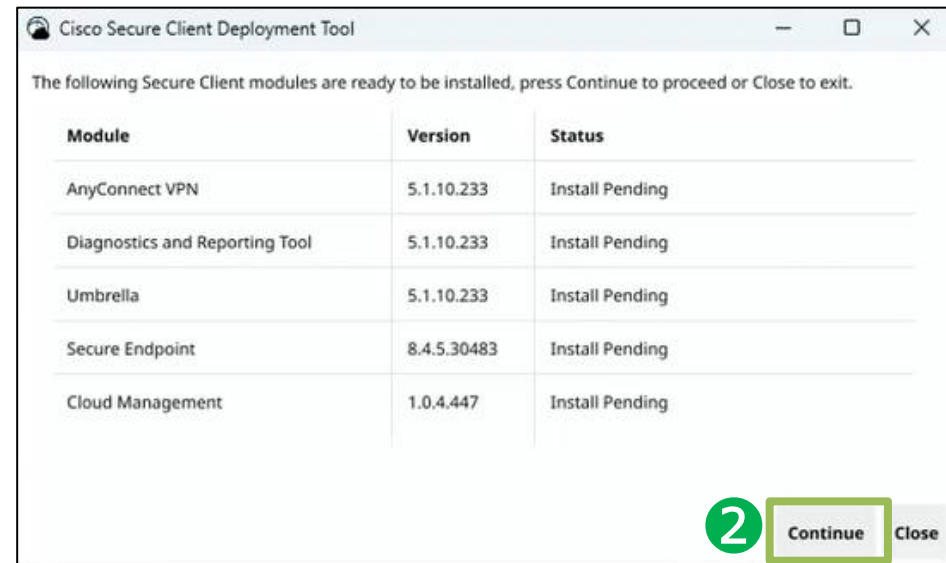 Cisco Secure Client Deployment Tool
The following Secure Client modules are ready to be installed, press Continue to proceed or Close to exit.
Module Version Status
AnyConnect VPN 5.1.10.233 Install Pending
Diagnostics and Reporting Tool 5.1.10.233 Install Pending
Umbrella 5.1.10.233 Install Pending
Secure Endpoint 8.4.5.30483 Install Pending
Cloud Management 1.0.4.447 Install Pending
2 Continue Close